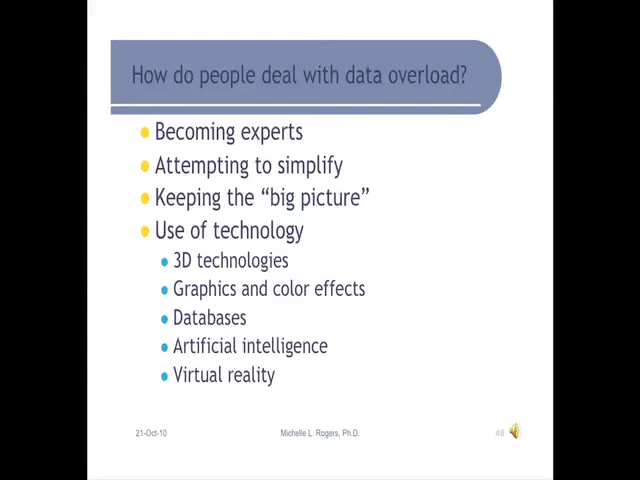 How do people deal with data overload?
Becoming experts
Attempting to simplify
Keeping the “big picture”
Use of technology
3D technologies
Graphics and color effects
Databases
Artificial intelligence
Virtual reality
21-Oct-10 Michelle L. Rogers, Ph.D. 48